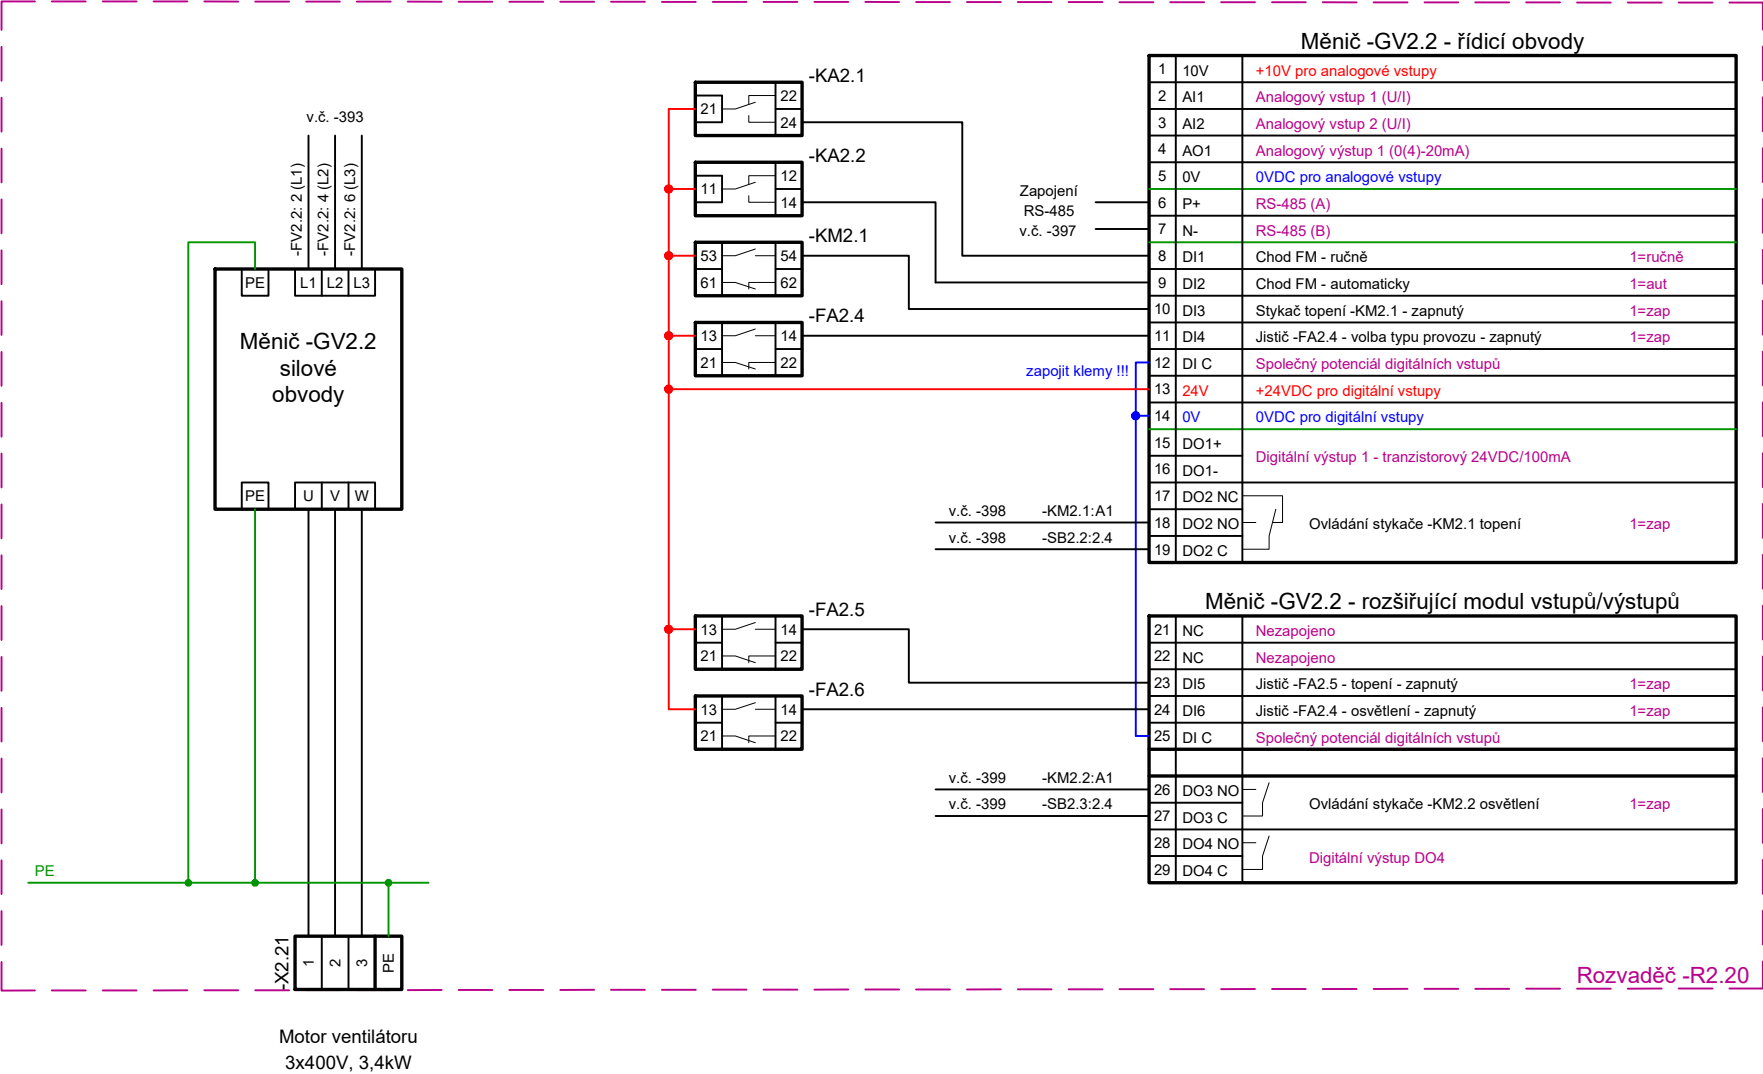 v.č. -393
-FV2.2: 2 (L1)
-FV2.2: 4 (L2)
-FV2.2: 6 (L3)
PE L1 L2 L3
Měnič -GV2.2
silové
obvody
PE U V W
PE
-X2.21
1 2 3 PE
Motor ventilátoru
3x400V, 3,4kW
-KA2.1
21 22
24
-KA2.2
11 12
14
-KM2.1
53 54
61 62
-FA2.4
13 14
21 22
-FA2.5
13 14
21 22
-FA2.6
13 14
21 22
Zapojení
RS-485
v.č. -397
zapojit klemy !!!
v.č. -398 -KM2.1:A1
v.č. -398 -SB2.2:2.4
v.č. -399 -KM2.2:A1
v.č. -399 -SB2.3:2.4
Měnič -GV2.2 - řídicí obvody
1 10V +10V pro analogové vstupy
2 AI1 Analogový vstup 1 (U/I)
3 AI2 Analogový vstup 2 (U/I)
4 AO1 Analogový výstup 1 (0(4)-20mA)
5 0V 0VDC pro analogové vstupy
6 P+ RS-485 (A)
7 N- RS-485 (B)
8 DI1 Chod FM - ručně 1=ručně
9 DI2 Chod FM - automaticky 1=aut
10 DI3 Stykač topení -KM2.1 - zapnutý 1=zap
11 DI4 Jistič -FA2.4 - volba typu provozu - zapnutý 1=zap
12 DI C Společný potenciál digitálních vstupů
13 24V +24VDC pro digitální vstupy
14 0V 0VDC pro digitální vstupy
15 DO1+
Digitální výstup 1 - tranzistorový 24VDC/100mA
16 DO1-
17 DO2 NC
18 DO2 NO Ovládání stykače -KM2.1 topení 1=zap
19 DO2 C
Měnič -GV2.2 - rozšiřující modul vstupů/výstupů
21 NC Nezapojeno
22 NC Nezapojeno
23 DI5 Jistič -FA2.5 - topení - zapnutý 1=zap
24 DI6 Jistič -FA2.4 - osvětlení - zapnutý 1=zap
25 DI C Společný potenciál digitálních vstupů
26 DO3 NO
Ovládání stykače -KM2.2 osvětlení 1=zap
27 DO3 C
28 DO4 NO
Digitální výstup DO4
29 DO4 C
Rozvaděč -R2.20